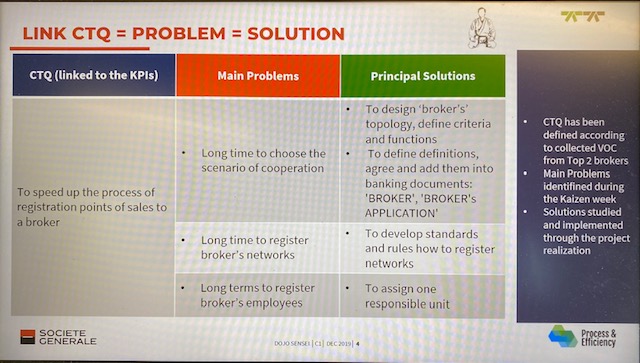 LINK CTQ = PROBLEM = SOLUTION
CTQ (linked to the KPIs)
Main Problems
Principal Solutions
To speed up the process of
registration points of sales to
a broker
• Long time to choose the
scenario of cooperation
• To design 'broker's'
topology, define criteria
and functions
• To define definitions,
agree and add them into
banking documents:
'BROKER', 'BROKER's
APPLICATION'
• Long time to register
broker's networks
• To develop standards
and rules how to register
networks
• Long terms to register
broker's employees
• To assign one
responsible unit
• CTQ has been
defined according
to collected VOC
from Top 2 brokers
• Main Problems
identifined during
the Kaizen week
• Solutions studied
and implemented
through the project
realization
SOCIETE
GENERALE
DOJO SENSEI | C1 | DEC 2019 | 4
Process &
Efficiency